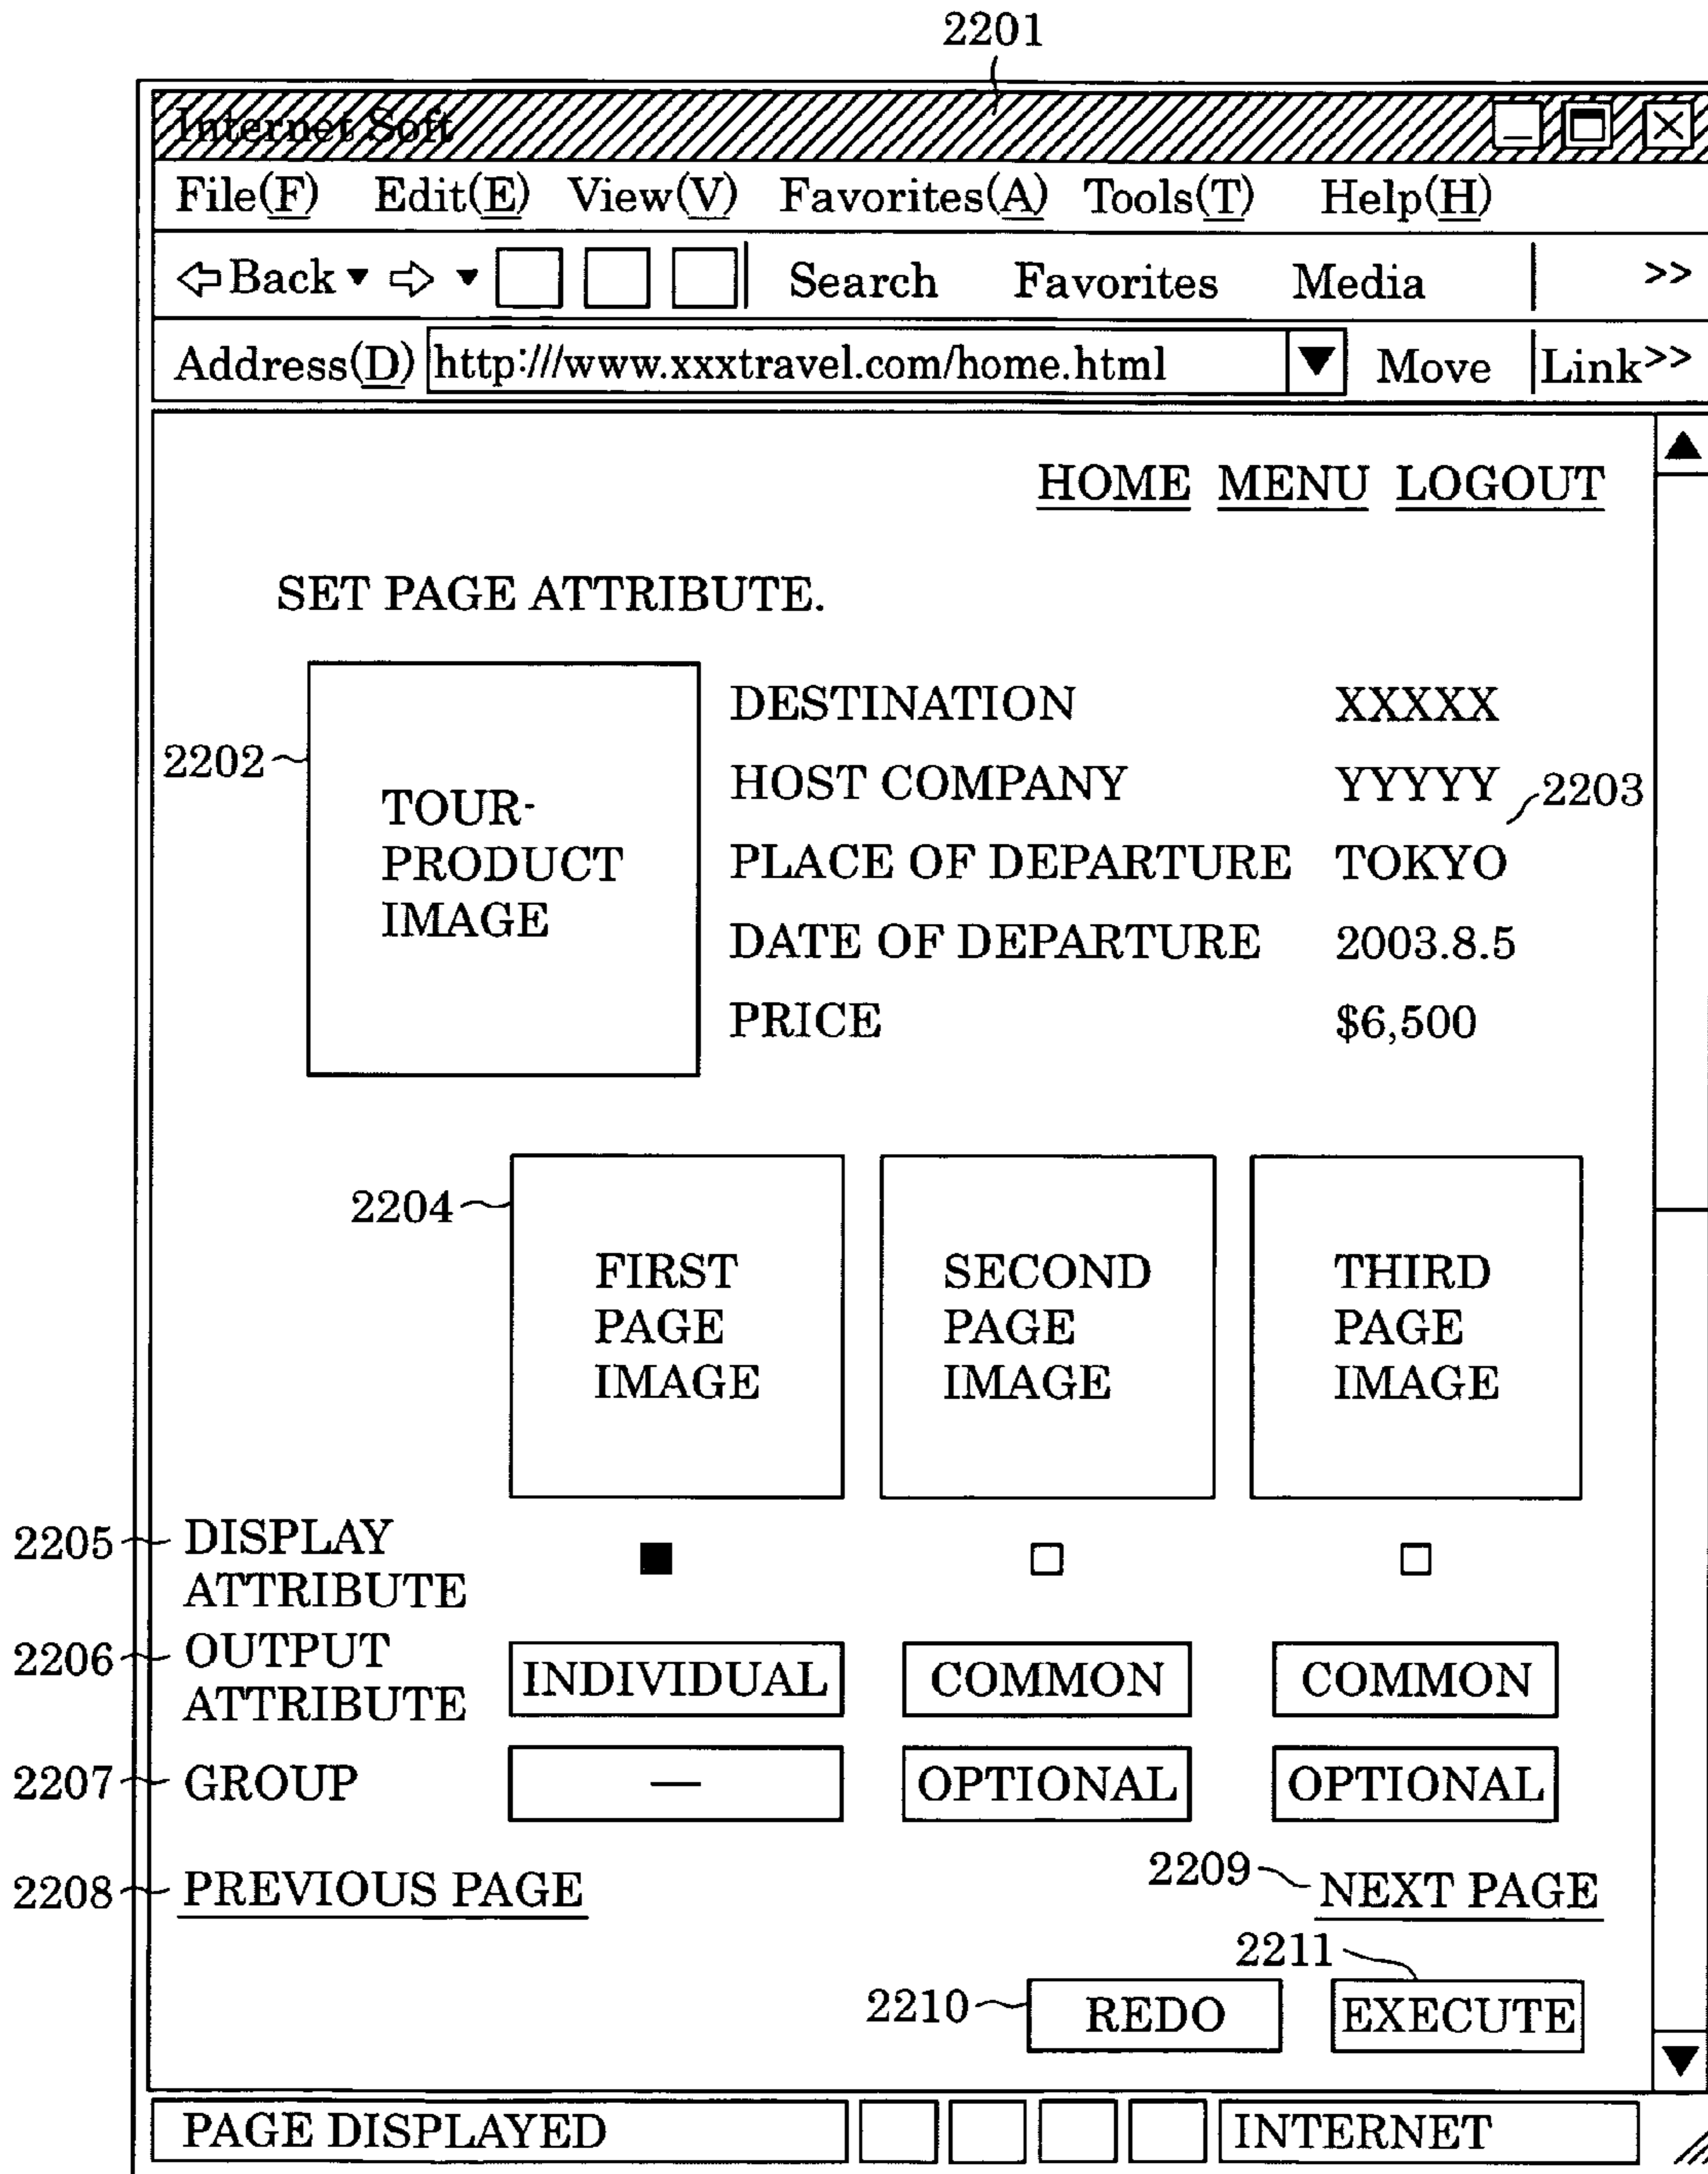 2201
Internet Soft
File(F) Edit(E) View(V) Favorites(A) Tools(T) Help(H)
Back Search Favorites Media >>
Address(D) http:///www.xxxtravel.com/home.html Move Link>>
HOME MENU LOGOUT
SET PAGE ATTRIBUTE.
2202
TOUR-
PRODUCT
IMAGE
DESTINATION XXXXX
HOST COMPANY YYYYY
2203
PLACE OF DEPARTURE TOKYO
DATE OF DEPARTURE 2003.8.5
PRICE $6,500
2204
FIRST
PAGE
IMAGE
SECOND
PAGE
IMAGE
THIRD
PAGE
IMAGE
2205 DISPLAY
ATTRIBUTE
2206 OUTPUT
ATTRIBUTE
INDIVIDUAL COMMON COMMON
2207 GROUP — OPTIONAL OPTIONAL
2208 PREVIOUS PAGE 2209 NEXT PAGE
2211
2210 REDO EXECUTE
PAGE DISPLAYED INTERNET